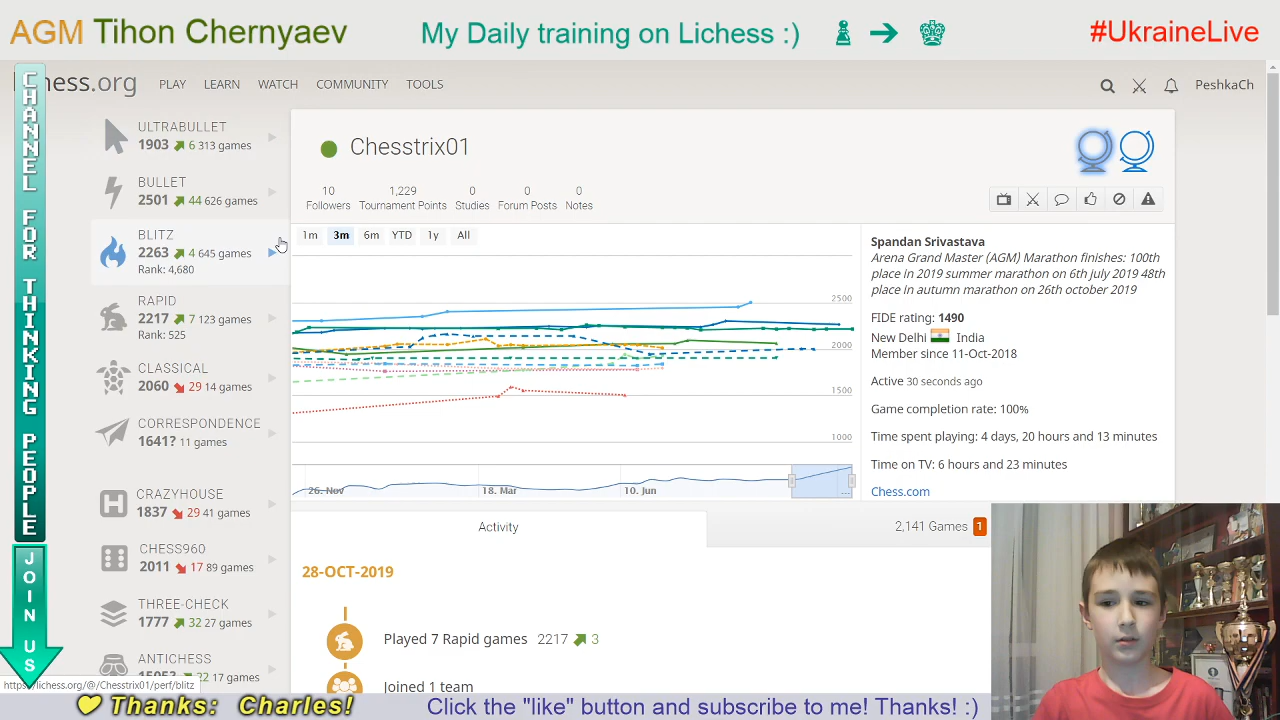 AGM Tihon Chernyaev
My Daily training on Lichess :)
#UkraineLive
CHANNEL FOR THINKING PEOPLE
JOIN US
hess.org
PLAY LEARN WATCH COMMUNITY TOOLS
PeshkaCh
ULTRABULLET
1903 6 313 games
BULLET
2501 44 626 games
BLITZ
2263 4 645 games
Rank: 4,680
RAPID
2217 7 123 games
Rank: 525
CLASSICAL
2060 29 14 games
CORRESPONDENCE
1641? 11 games
CRAZYHOUSE
1837 29 41 games
CHESS960
2011 17 89 games
THREE-CHECK
1777 32 27 games
ANTICHESS
22 17 games
https://lichess.org/@/Chesstrix01/perf/blitz
Chesstrix01
10 1,229 0 0 0
Followers Tournament Points Studies Forum Posts Notes
1m 3m 6m YTD 1y All
2500
2000
1500
1000
26. Nov 18. Mar 10. Jun ...
Spandan Srivastava
Arena Grand Master (AGM) Marathon finishes: 100th
place in 2019 summer marathon on 6th july 2019 48th
place in autumn marathon on 26th october 2019
FIDE rating: 1490
New Delhi India
Member since 11-Oct-2018
Active 30 seconds ago
Game completion rate: 100%
Time spent playing: 4 days, 20 hours and 13 minutes
Time on TV: 6 hours and 23 minutes
Chess.com
Activity
2,141 Games 1
28-OCT-2019
Played 7 Rapid games 2217 3
Joined 1 team
Thanks: Charles!
Click the "like" button and subscribe to me! Thanks! :)